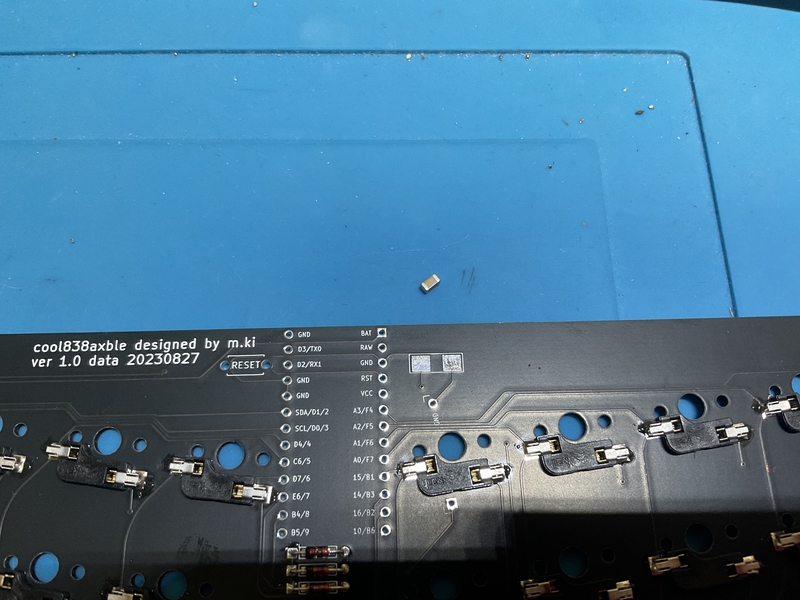 cool838axble designed by m.ki
ver 1.0 data 20230827
RESET
GND
D3/TX0
D2/RX1
GND
GND
SDA/D1/2
SCL/D0/3
D4/4
C6/5
D7/6
E6/7
B4/8
B5/9
BAT
RAW
GND
RST
VCC
A3/F4
A2/F5
A1/F6
A0/F7
15/B1
14/B3
16/B2
10/B6